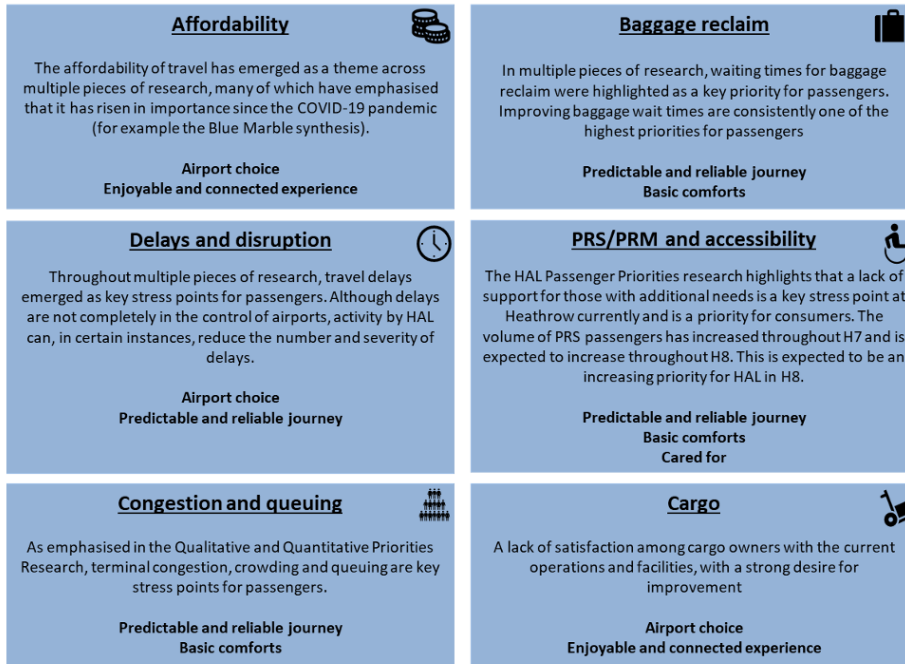 Affordability
The affordability of travel has emerged as a theme across
multiple pieces of research, many of which have emphasised
that it has risen in importance since the COVID-19 pandemic
(for example the Blue Marble synthesis).
Airport choice
Enjoyable and connected experience
Baggage reclaim
In multiple pieces of research, waiting times for baggage
reclaim were highlighted as a key priority for passengers.
Improving baggage wait times are consistently one of the
highest priorities for passengers
Predictable and reliable journey
Basic comforts
Delays and disruption
Throughout multiple pieces of research, travel delays
emerged as key stress points for passengers. Although delays
are not completely in the control of airports, activity by HAL
can, in certain instances, reduce the number and severity of
delays.
Airport choice
Predictable and reliable journey
PRS/PRM and accessibility
The HAL Passenger Priorities research highlights that a lack of
support for those with additional needs is a key stress point at
Heathrow currently and is a priority for consumers. The
volume of PRS passengers has increased throughout H7 and is
expected to increase throughout H8. This is expected to be an
increasing priority for HAL in H8.
Predictable and reliable journey
Basic comforts
Cared for
Congestion and queuing
As emphasised in the Qualitative and Quantitative Priorities
Research, terminal congestion, crowding and queuing are key
stress points for passengers.
Predictable and reliable journey
Basic comforts
Cargo
A lack of satisfaction among cargo owners with the current
operations and facilities, with a strong desire for
improvement
Airport choice
Enjoyable and connected experience